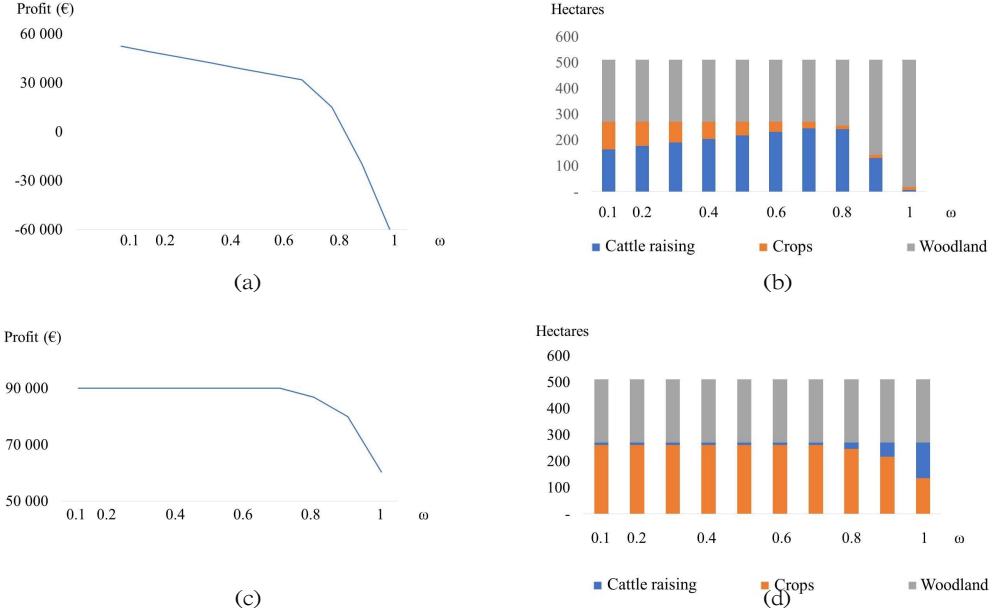 Profit (€)
60 000
30 000
0
-30 000
-60 000
0.1 0.2 0.4 0.6 0.8 1 ω
(a)
Hectares
600
500
400
300
200
100
-
0.1 0.2 0.4 0.6 0.8 1 ω
Cattle raising Crops Woodland
(b)
Profit (€)
90 000
70 000
50 000
0.1 0.2 0.4 0.6 0.8 1 ω
(c)
Hectares
600
500
400
300
200
100
-
0.1 0.2 0.4 0.6 0.8 1 ω
Cattle raising Crops Woodland
(d)